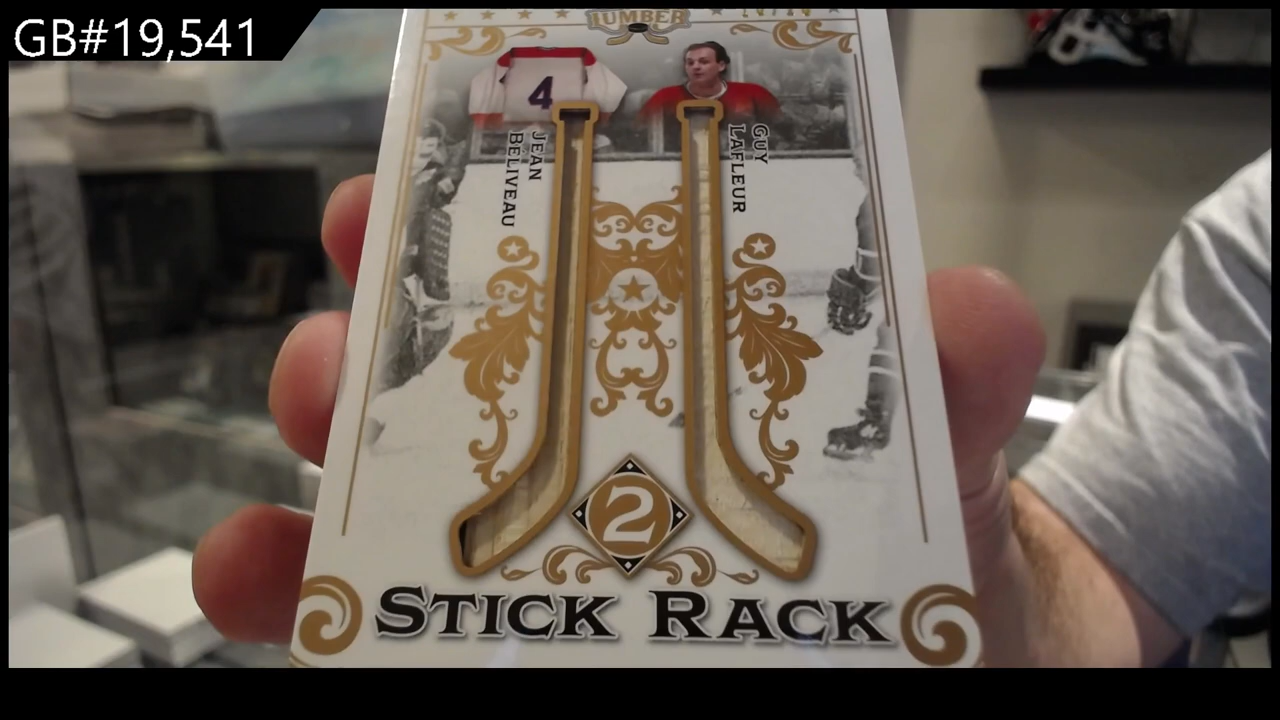 GB#19,541
LUMBER
4
JEAN
BELIVEAU
GUY
LAFLEUR
2
STICK RACK